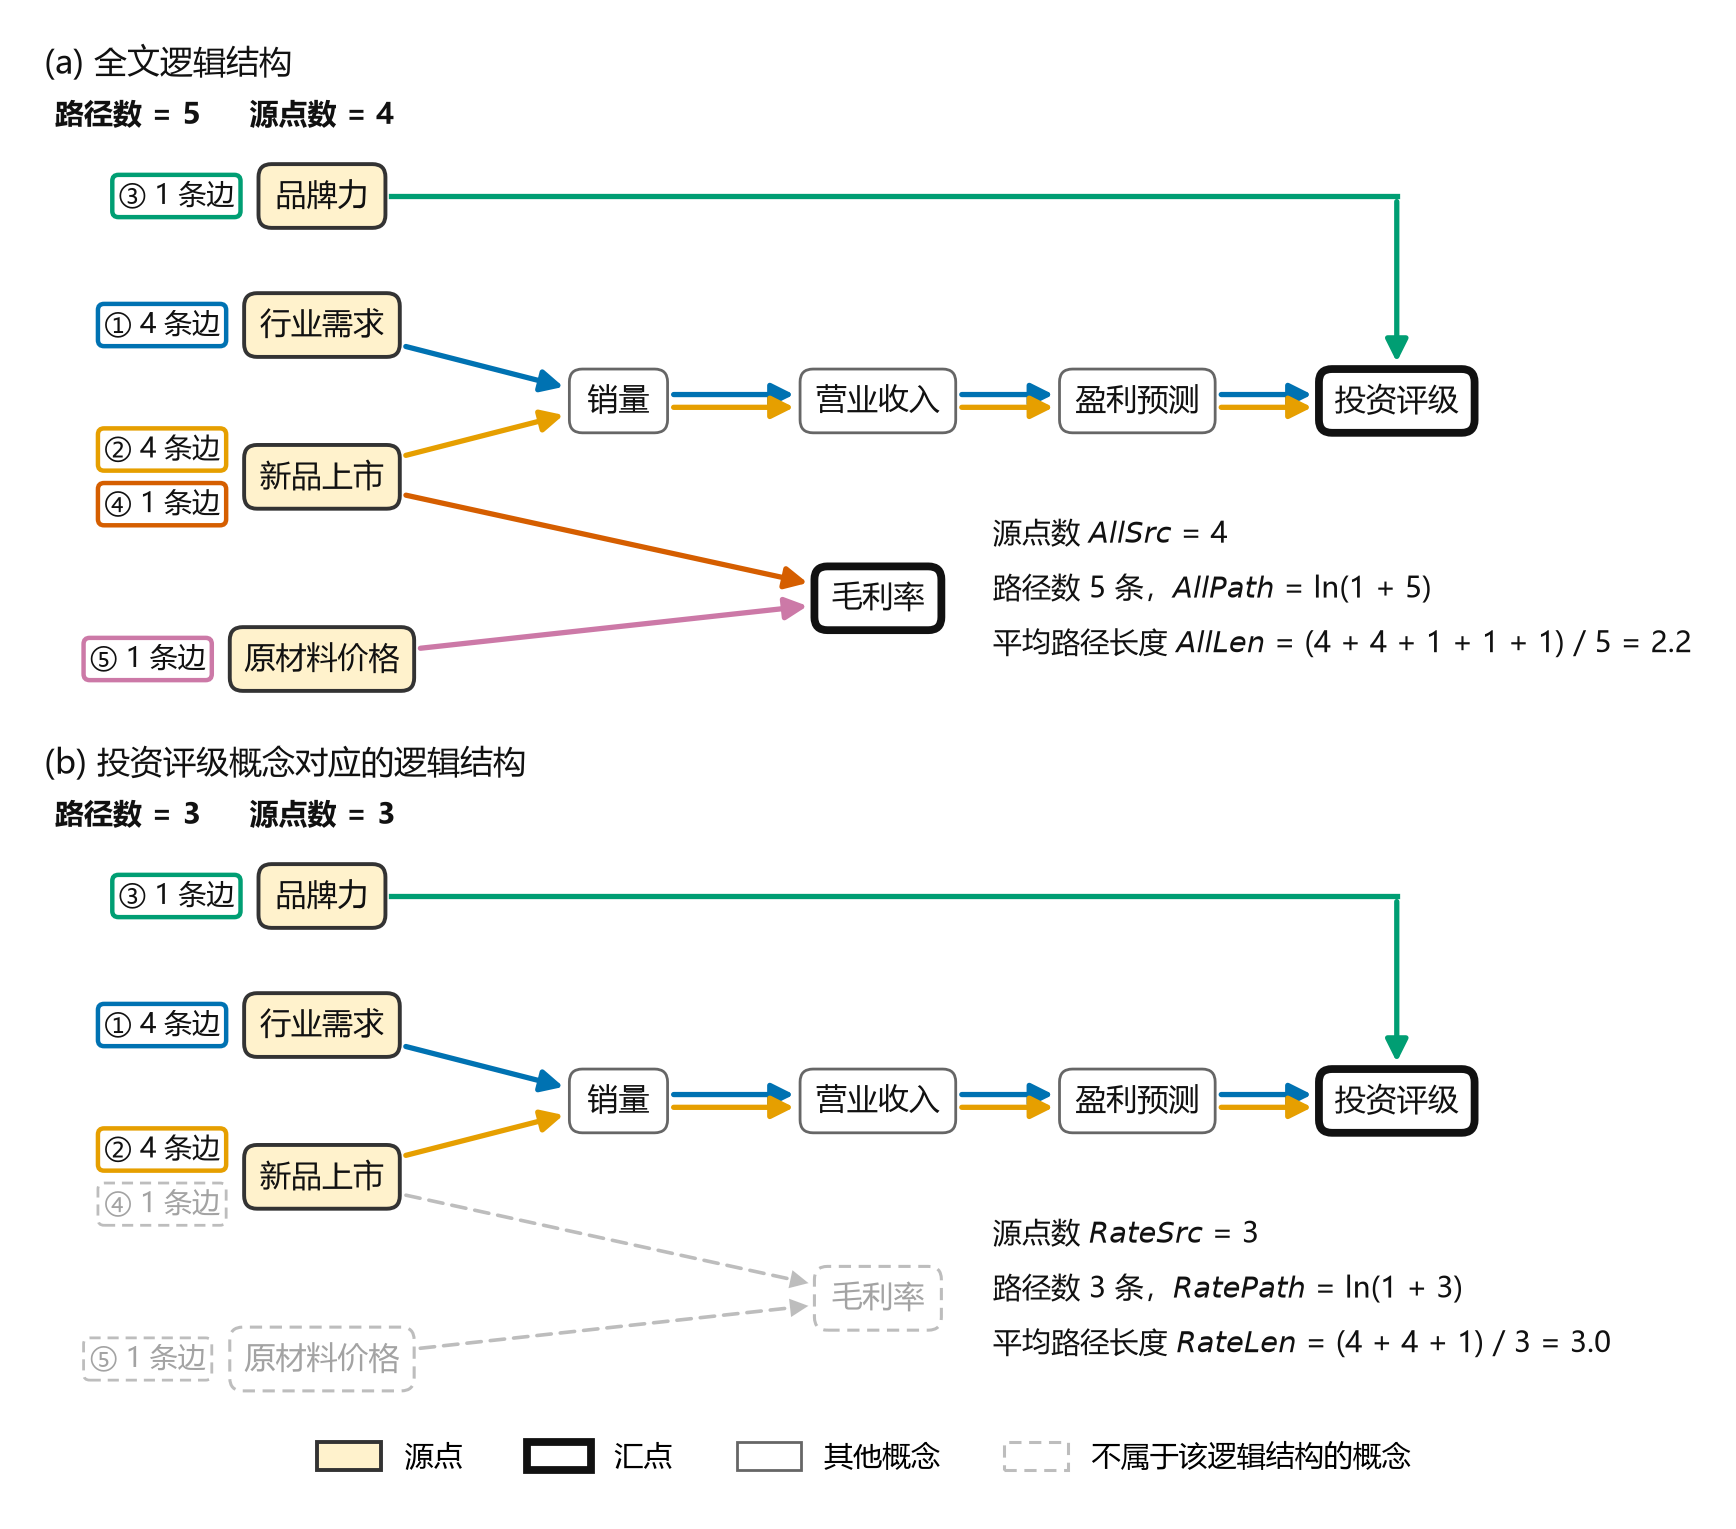 (a) 全文逻辑结构
路径数 = 5 源点数 = 4
③ 1 条边 品牌力
① 4 条边 行业需求
销量 营业收入 盈利预测 投资评级
② 4 条边
新品上市
④ 1 条边
源点数 AllSrc = 4
毛利率
路径数 5 条，AllPath = ln(1 + 5)
平均路径长度 AllLen = (4 + 4 + 1 + 1 + 1) / 5 = 2.2
⑤ 1 条边 原材料价格
(b) 投资评级概念对应的逻辑结构
路径数 = 3 源点数 = 3
③ 1 条边 品牌力
① 4 条边 行业需求
销量 营业收入 盈利预测 投资评级
② 4 条边
新品上市
④ 1 条边
源点数 RateSrc = 3
毛利率
路径数 3 条，RatePath = ln(1 + 3)
平均路径长度 RateLen = (4 + 4 + 1) / 3 = 3.0
⑤ 1 条边 原材料价格
源点 汇点 其他概念 不属于该逻辑结构的概念